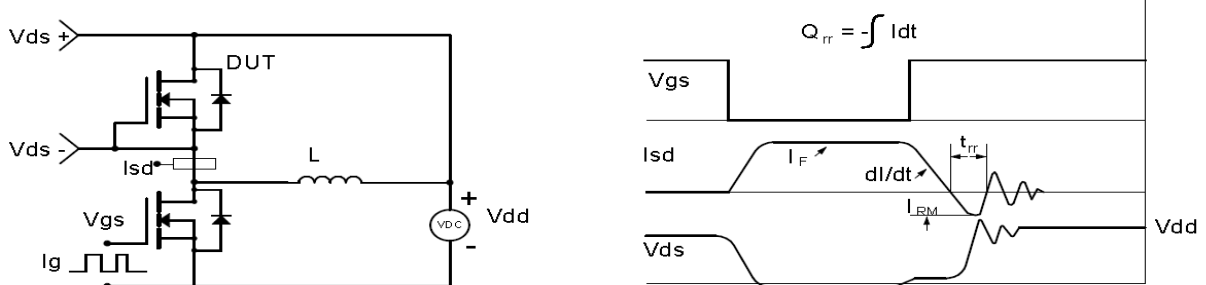 Vds +
DUT
Vds -
Isd
L
Vgs
Ig
+
VDC
-
Vdd
Q rr = -∫ Idt
Vgs
Isd
I F
dI/dt
t rr
I RM
Vds
Vdd